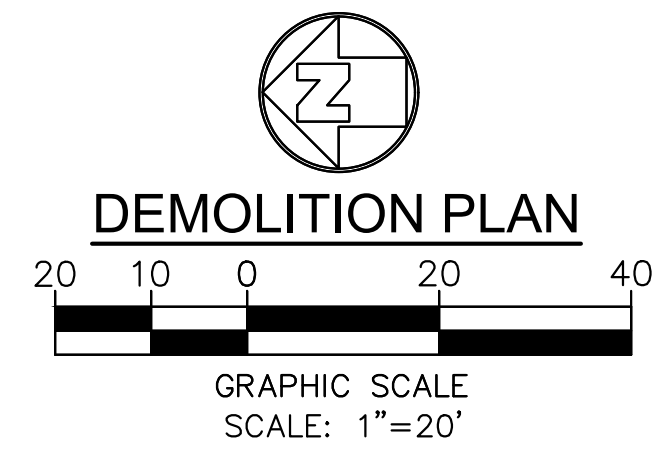 N
DEMOLITION PLAN
20 10 0 20 40
GRAPHIC SCALE
SCALE: 1"=20'